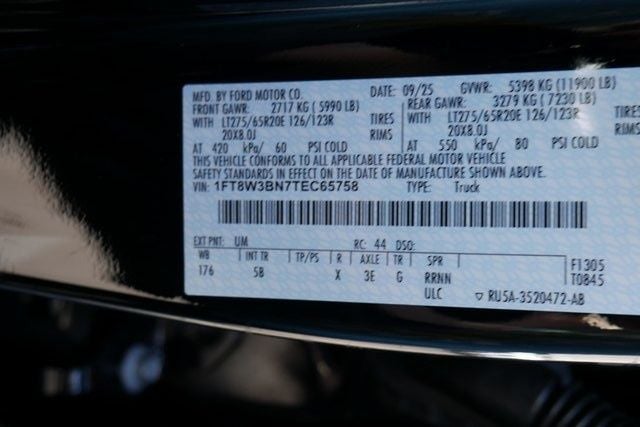 MFD. BY FORD MOTOR CO. DATE: 09/25 GVWR: 5398 KG (11900 LB)
FRONT GAWR: 2717 KG ( 5990 LB) REAR GAWR: 3279 KG ( 7230 LB)
WITH LT275/65R20E 126/123R TIRES WITH LT275/65R20E 126/123R TIRES
20X8.0J RIMS 20X8.0J RIMS
AT 420 kPa/ 60 PSI COLD AT 550 kPa/ 80 PSI COLD
THIS VEHICLE CONFORMS TO ALL APPLICABLE FEDERAL MOTOR VEHICLE
SAFETY STANDARDS IN EFFECT ON THE DATE OF MANUFACTURE SHOWN ABOVE.
VIN: 1FT8W3BN7TEC65758 TYPE: Truck
EXT PNT: UM RC: 44 DSO:
WB INT TR TP/PS R AXLE TR SPR F1305
176 5B X 3E G RRNN T0845
ULC ▽ RU5A-3520472-AB